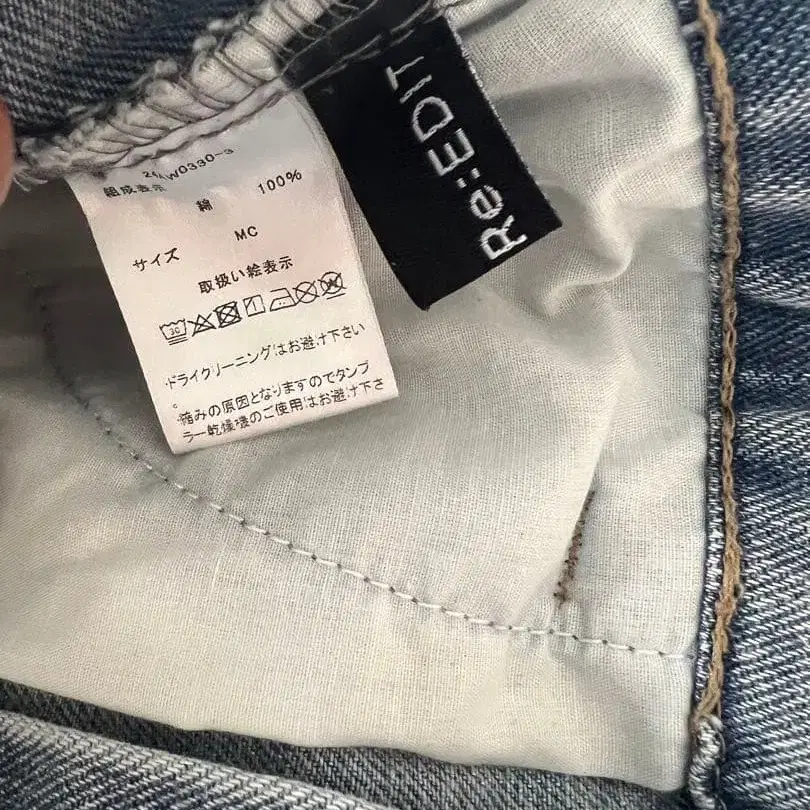 24AW0330-3
組成表示
綿 100%
サイズ MC
取扱い絵表示
30
ドライクリーニングはお避け下さい
。
縮みの原因となりますのでタンブ
ラー乾燥機のご使用はお避け下さ
Re:EDIT